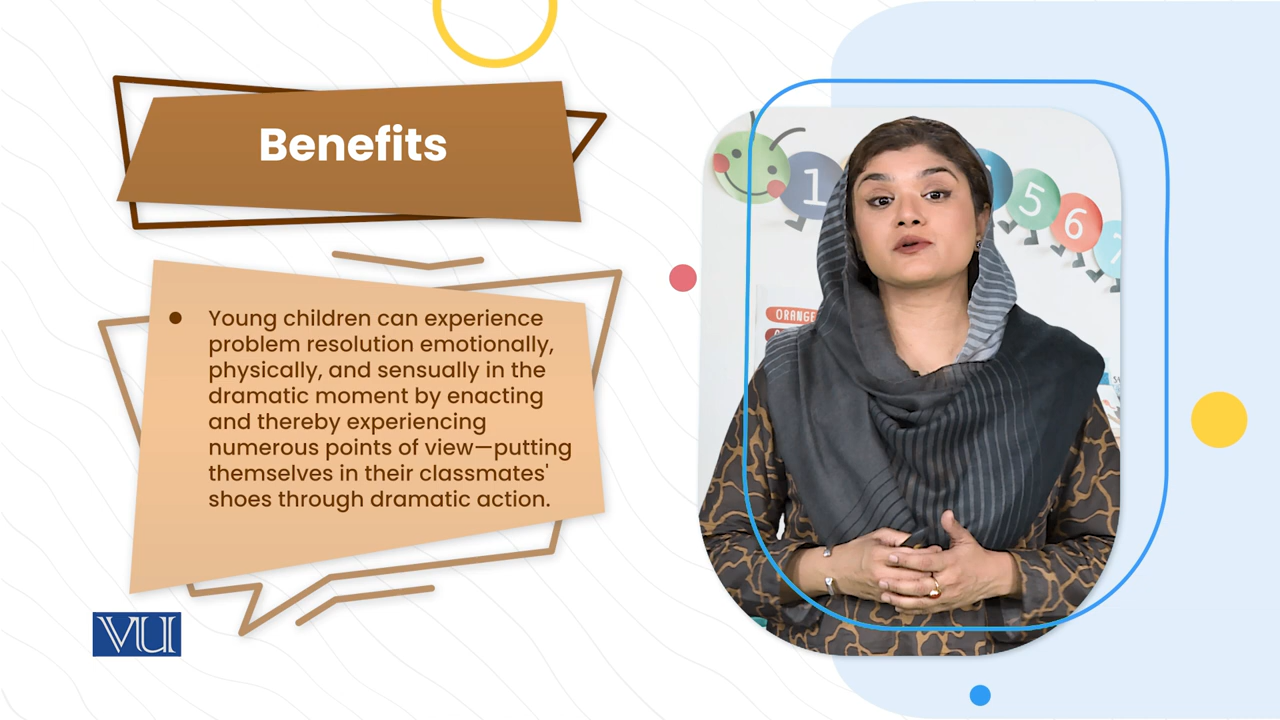 Benefits
● Young children can experience
problem resolution emotionally,
physically, and sensually in the
dramatic moment by enacting
and thereby experiencing
numerous points of view—putting
themselves in their classmates'
shoes through dramatic action.
VU
1
5
6
7
ORANGE